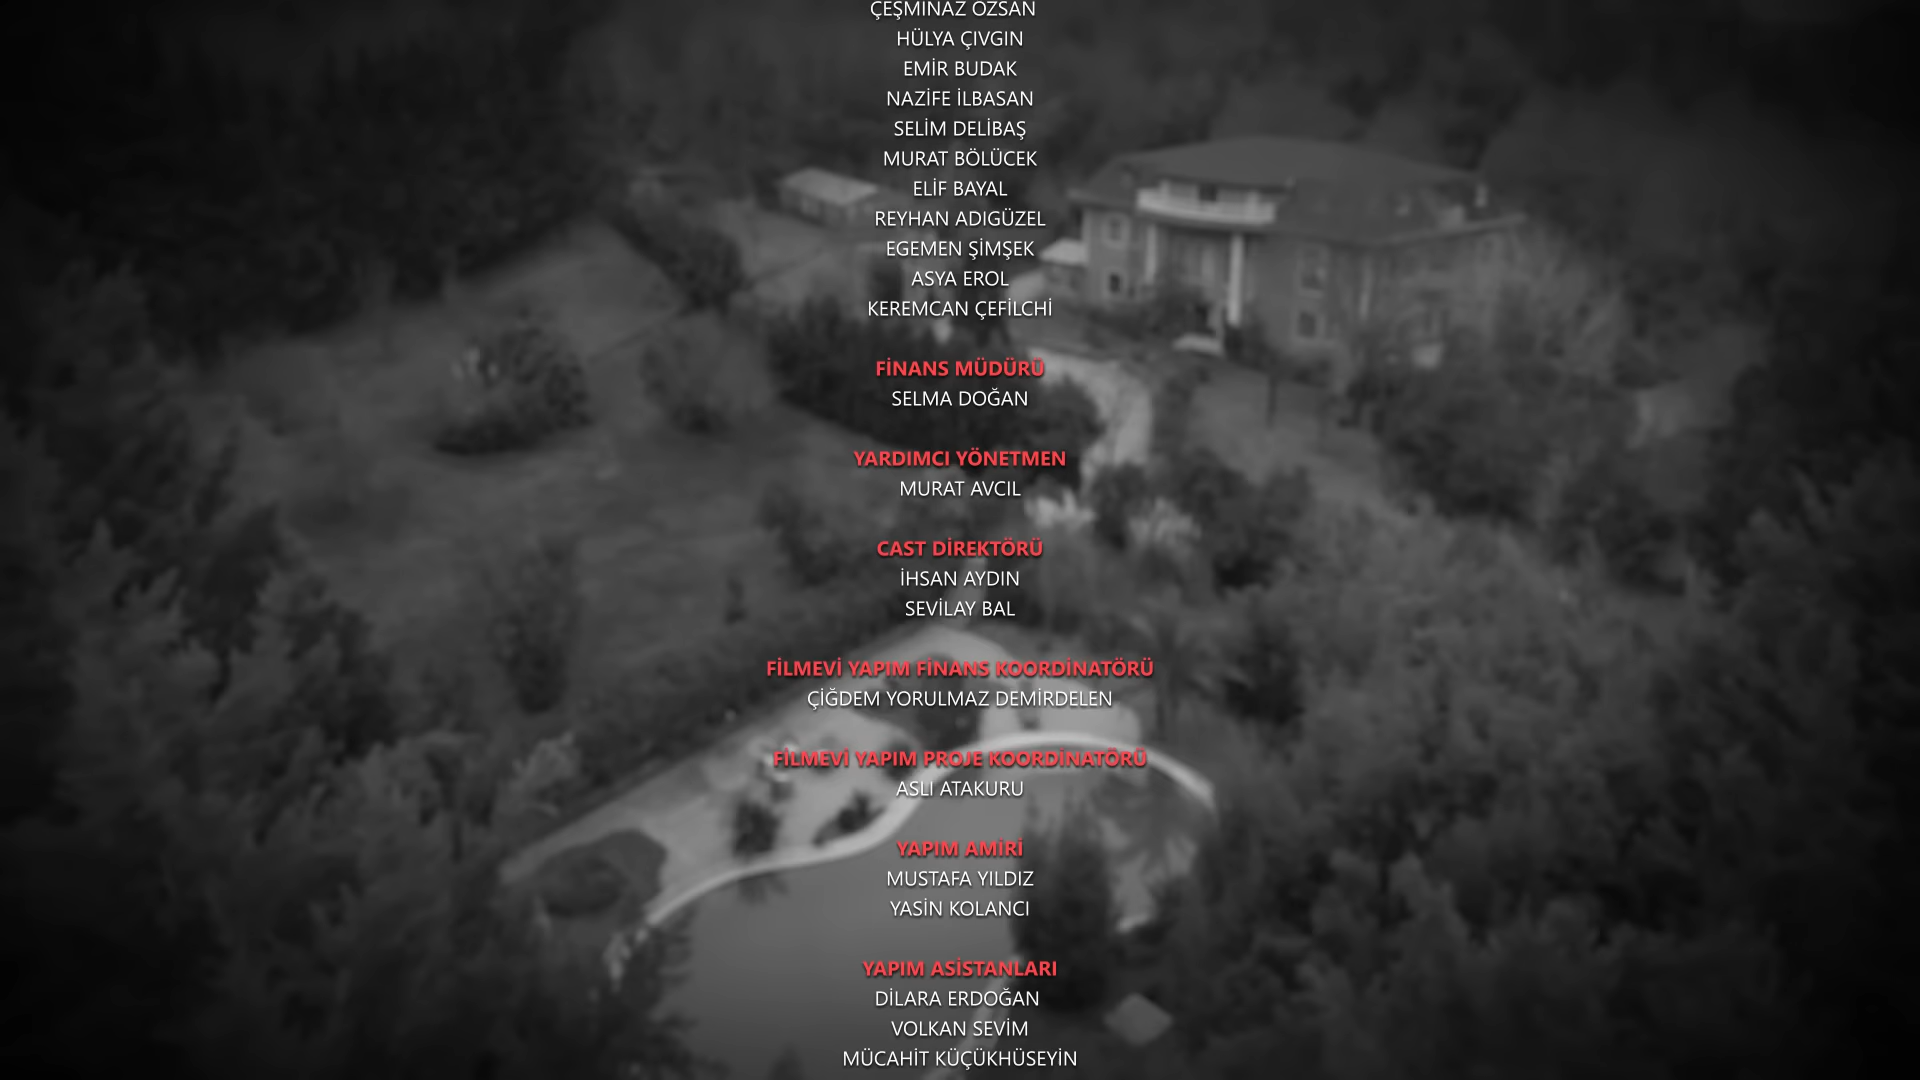 ÇEŞMİNAZ ÖZSAN
HÜLYA ÇIVGIN
EMİR BUDAK
NAZİFE İLBASAN
SELİM DELİBAŞ
MURAT BÖLÜCEK
ELİF BAYAL
REYHAN ADIGÜZEL
EGEMEN ŞİMŞEK
ASYA EROL
KEREMCAN ÇEFİLCHİ
FİNANS MÜDÜRÜ
SELMA DOĞAN
YARDIMCI YÖNETMEN
MURAT AVCIL
CAST DİREKTÖRÜ
İHSAN AYDIN
SEVİLAY BAL
FİLMEVİ YAPIM FİNANS KOORDİNATÖRÜ
ÇİĞDEM YORULMAZ DEMİRDELEN
FİLMEVİ YAPIM PROJE KOORDİNATÖRÜ
ASLI ATAKURU
YAPIM AMİRİ
MUSTAFA YILDIZ
YASİN KOLANCI
YAPIM ASİSTANLARI
DİLARA ERDOĞAN
VOLKAN SEVİM
MÜCAHİT KÜÇÜKHÜSEYİN